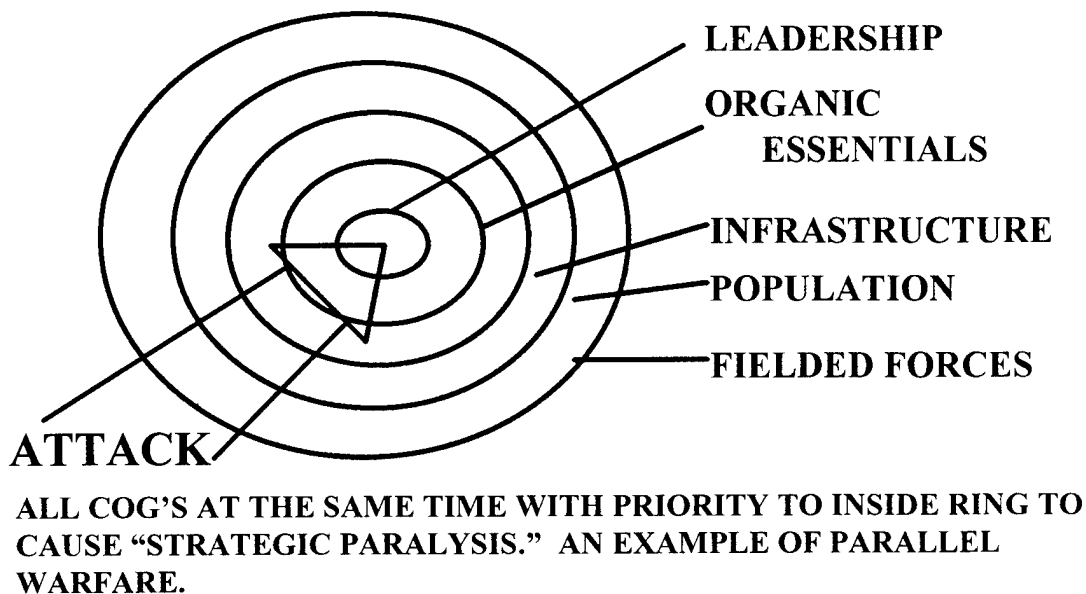 LEADERSHIP
ORGANIC
ESSENTIALS
INFRASTRUCTURE
POPULATION
FIELDED FORCES
ATTACK
ALL COG'S AT THE SAME TIME WITH PRIORITY TO INSIDE RING TO
CAUSE “STRATEGIC PARALYSIS.” AN EXAMPLE OF PARALLEL
WARFARE.